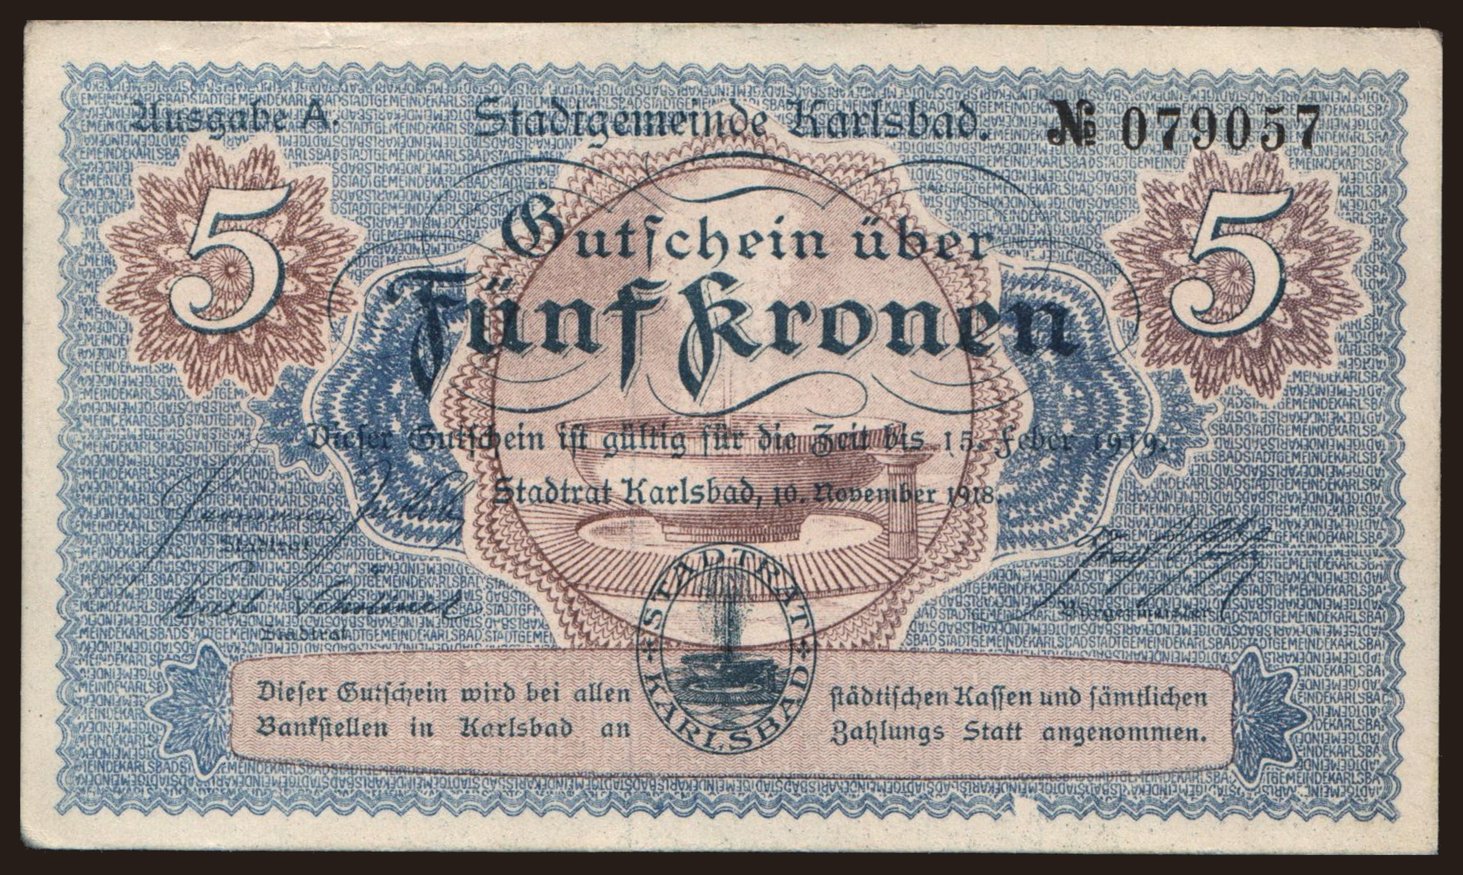 Ausgabe A.
Stadtgemeinde Karlsbad.
№ 079057
5
5
Gutschein über
Fünf Kronen
Dieser Gutschein ist gültig für die Zeit bis 15. Feber 1919.
Stadtrat Karlsbad, 10. November 1918.
Stadtrat
Stadtrat
Bürgermeister
STADTRAT KARLSBAD
Dieser Gutschein wird bei allen städtischen Kassen und sämtlichen
Bankstellen in Karlsbad an Zahlungs Statt angenommen.